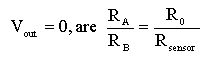 V_out = 0, are R_A / R_B = R_0 / R_sensor